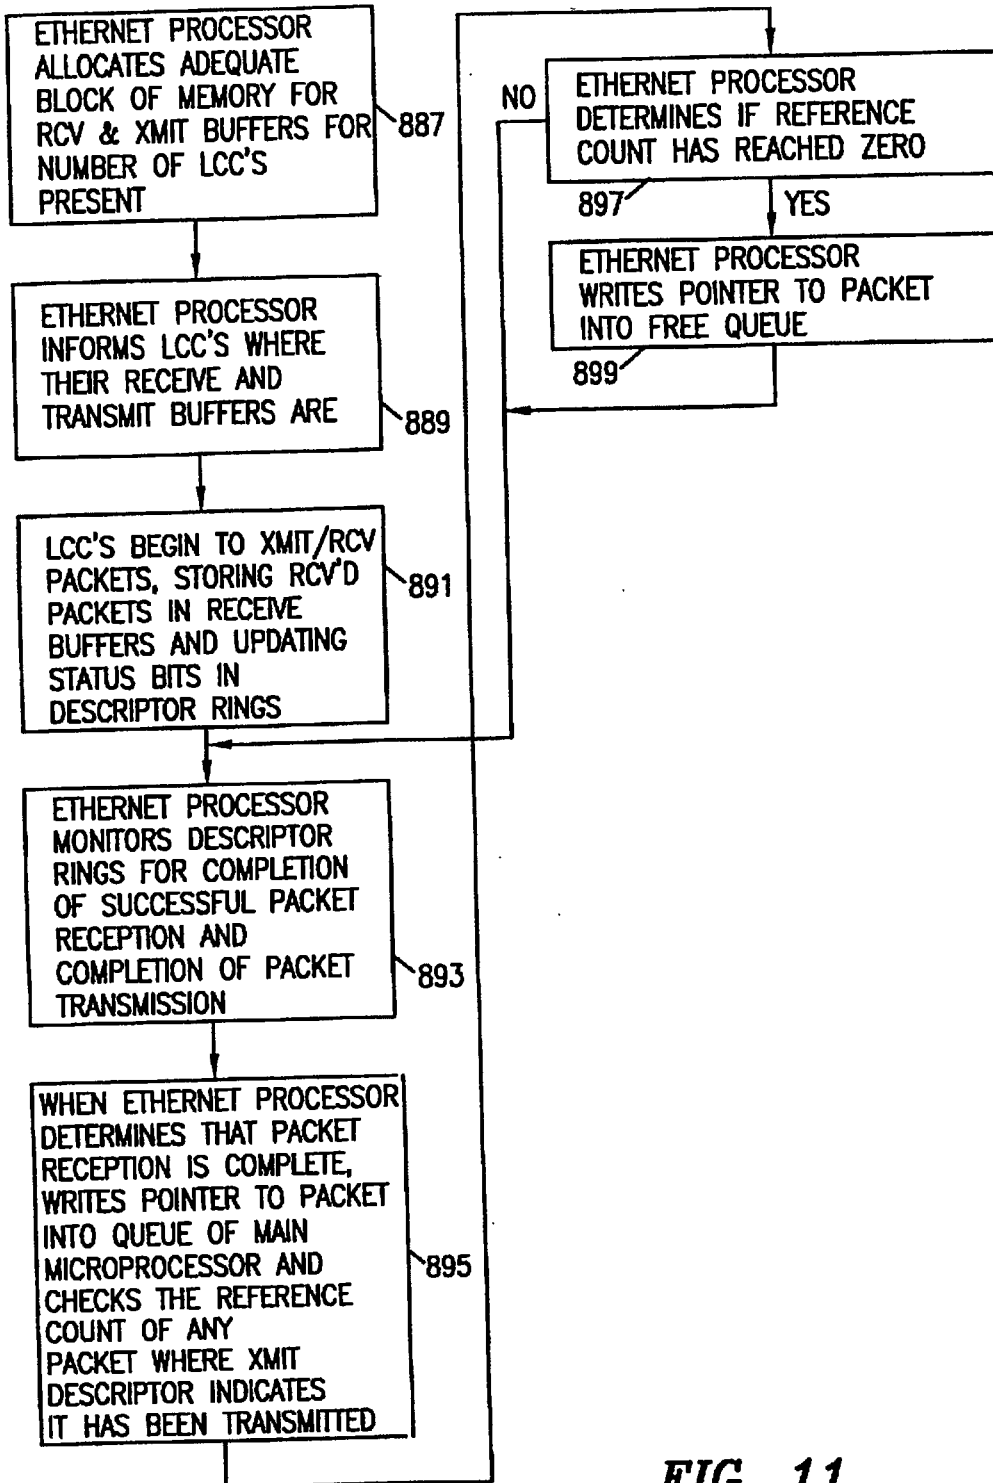 ETHERNET PROCESSOR
ALLOCATES ADEQUATE
BLOCK OF MEMORY FOR
RCV & XMIT BUFFERS FOR
NUMBER OF LCC'S
PRESENT
887
ETHERNET PROCESSOR
INFORMS LCC'S WHERE
THEIR RECEIVE AND
TRANSMIT BUFFERS ARE
889
LCC'S BEGIN TO XMIT/RCV
PACKETS, STORING RCV'D
PACKETS IN RECEIVE
BUFFERS AND UPDATING
STATUS BITS IN
DESCRIPTOR RINGS
891
ETHERNET PROCESSOR
MONITORS DESCRIPTOR
RINGS FOR COMPLETION
OF SUCCESSFUL PACKET
RECEPTION AND
COMPLETION OF PACKET
TRANSMISSION
893
WHEN ETHERNET PROCESSOR
DETERMINES THAT PACKET
RECEPTION IS COMPLETE,
WRITES POINTER TO PACKET
INTO QUEUE OF MAIN
MICROPROCESSOR AND
CHECKS THE REFERENCE
COUNT OF ANY
PACKET WHERE XMIT
DESCRIPTOR INDICATES
IT HAS BEEN TRANSMITTED
895
NO
ETHERNET PROCESSOR
DETERMINES IF REFERENCE
COUNT HAS REACHED ZERO
897
YES
ETHERNET PROCESSOR
WRITES POINTER TO PACKET
INTO FREE QUEUE
899
FIG. 11